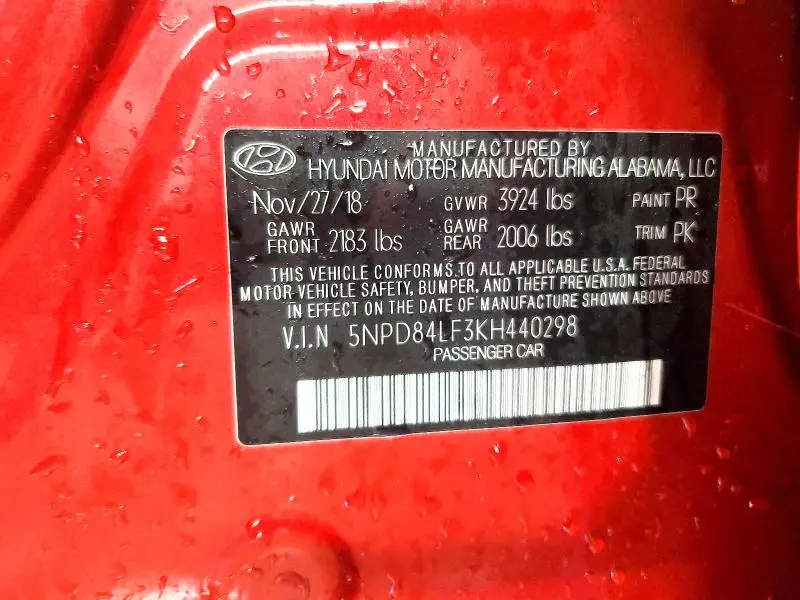 MANUFACTURED BY
HYUNDAI MOTOR MANUFACTURING ALABAMA, LLC
Nov/27/18 GVWR 3924 lbs PAINT PR
GAWR FRONT 2183 lbs GAWR REAR 2006 lbs TRIM PK
THIS VEHICLE CONFORMS TO ALL APPLICABLE U.S.A. FEDERAL
MOTOR VEHICLE SAFETY, BUMPER, AND THEFT PREVENTION STANDARDS
IN EFFECT ON THE DATE OF MANUFACTURE SHOWN ABOVE
V.I.N 5NPD84LF3KH440298
PASSENGER CAR